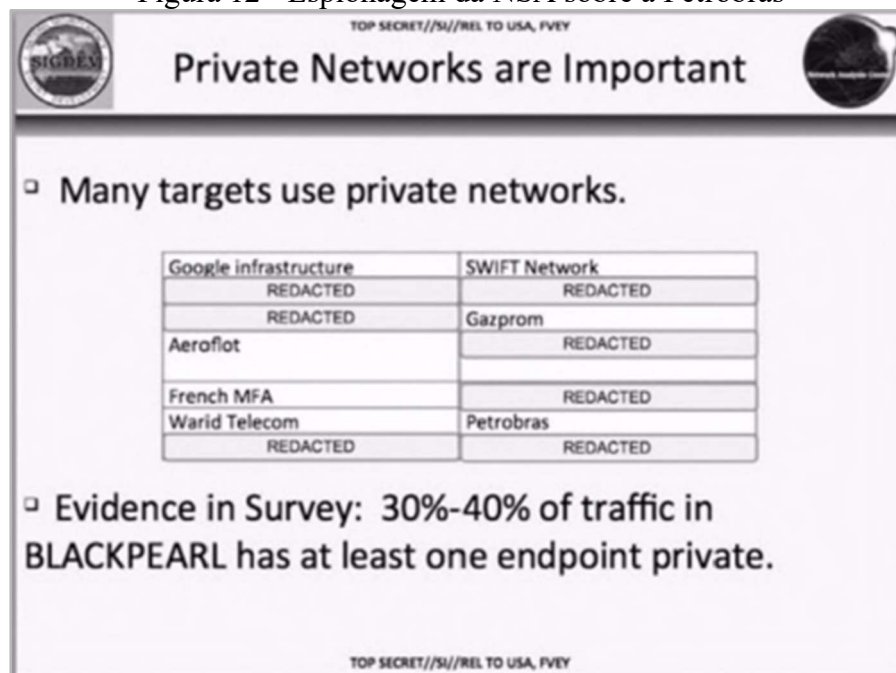 Figura 12 - Espionagem da NSA sobre a Petrobras
TOP SECRET//SI//REL TO USA, FVEY
SIGDEV
Private Networks are Important
Network Analysis Center
Many targets use private networks.
Google infrastructure SWIFT Network
REDACTED REDACTED
REDACTED Gazprom
Aeroflot REDACTED
French MFA REDACTED
Warid Telecom Petrobras
REDACTED REDACTED
Evidence in Survey: 30%-40% of traffic in
BLACKPEARL has at least one endpoint private.
TOP SECRET//SI//REL TO USA, FVEY